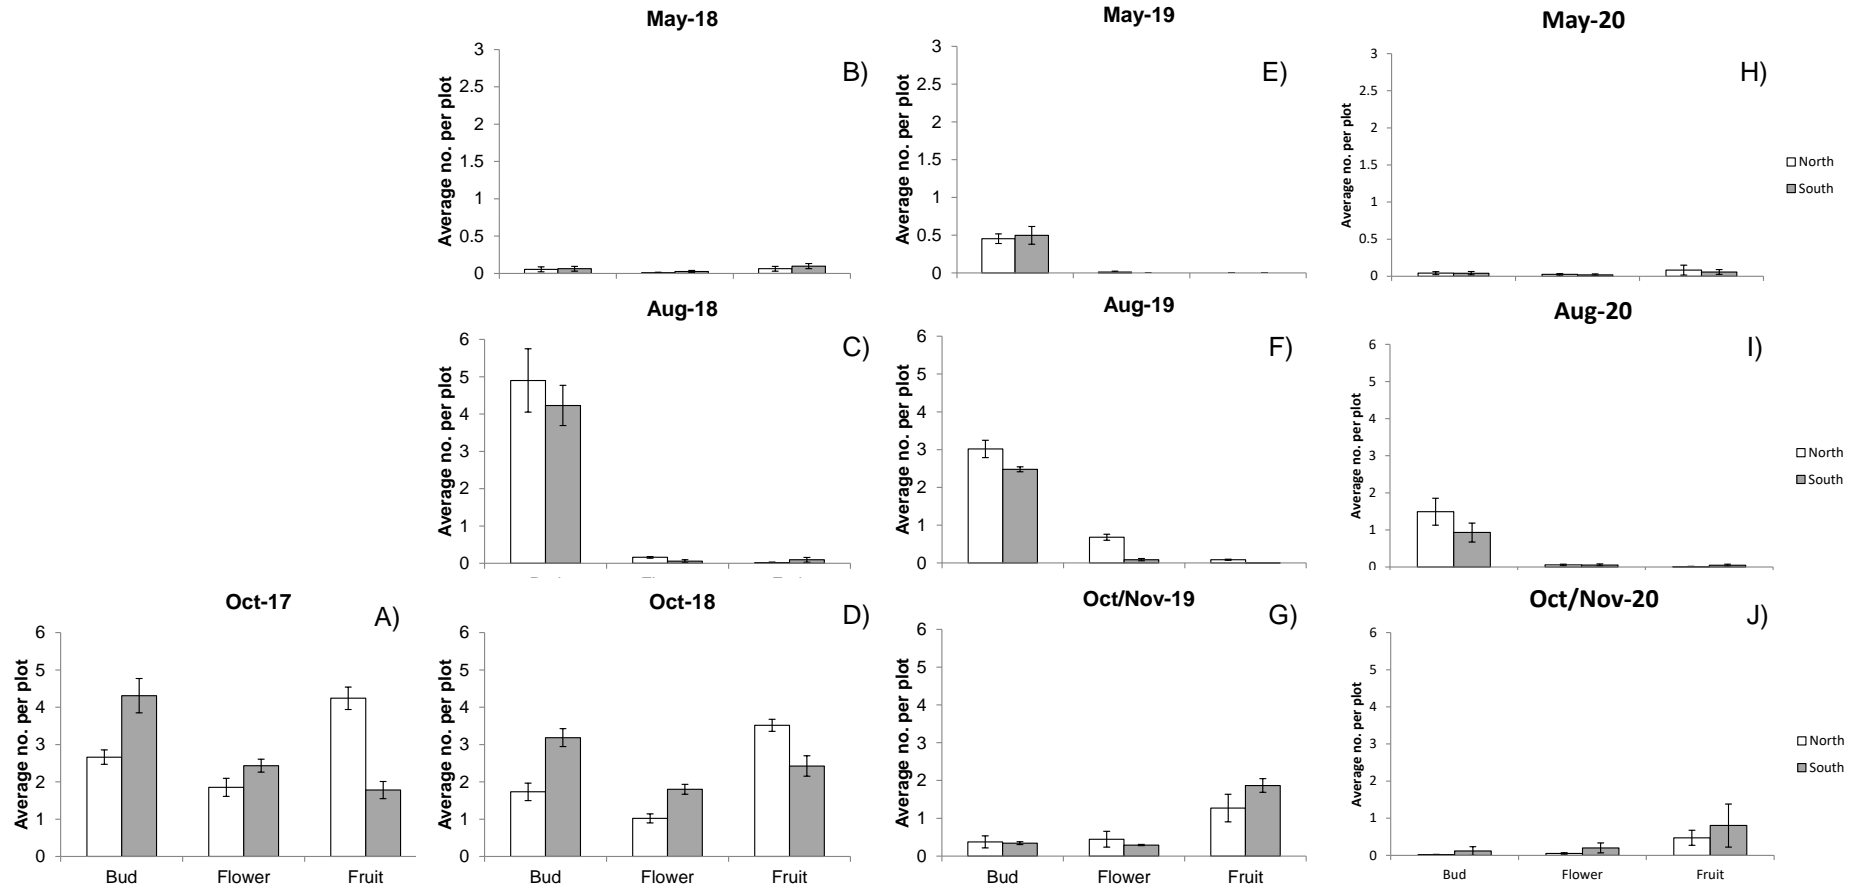 May-18
B)
Average no. per plot
3
2.5
2
1.5
1
0.5
0
May-19
E)
Average no. per plot
3
2.5
2
1.5
1
0.5
0
May-20
H)
Average no. per plot
3
2.5
2
1.5
1
0.5
0
North
South
Aug-18
C)
Average no. per plot
6
5
4
3
2
1
0
Aug-19
F)
Average no. per plot
6
5
4
3
2
1
0
Aug-20
I)
Average no. per plot
6
5
4
3
2
1
0
North
South
Oct-17
A)
Average no. per plot
6
5
4
3
2
1
0
Bud Flower Fruit
Oct-18
D)
Average no. per plot
6
5
4
3
2
1
0
Bud Flower Fruit
Oct/Nov-19
G)
Average no. per plot
6
5
4
3
2
1
0
Bud Flower Fruit
Oct/Nov-20
J)
Average no. per plot
6
5
4
3
2
1
0
Bud Flower Fruit
North
South